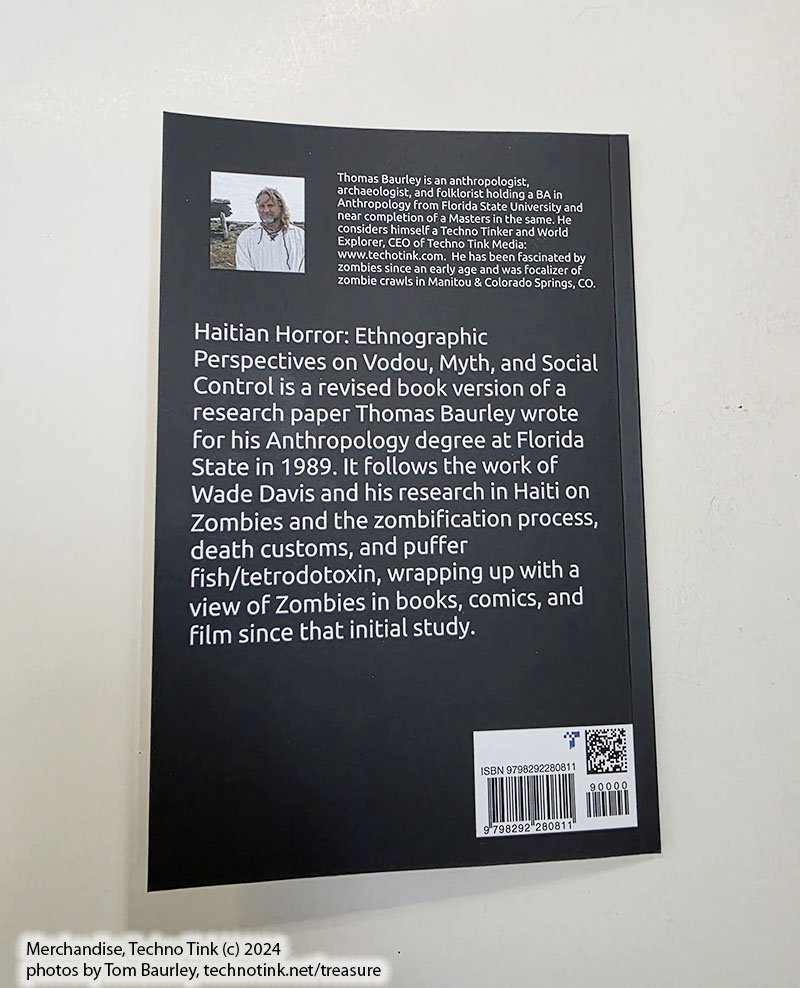 Thomas Baurley is an anthropologist,
archaeologist, and folklorist holding a BA in
Anthropology from Florida State University and
near completion of a Masters in the same. He
considers himself a Techno Tinker and World
Explorer, CEO of Techno Tink Media:
www.techotink.com. He has been fascinated by
zombies since an early age and was focalizer of
zombie crawls in Manitou & Colorado Springs, CO.
Haitian Horror: Ethnographic
Perspectives on Vodou, Myth, and Social
Control is a revised book version of a
research paper Thomas Baurley wrote
for his Anthropology degree at Florida
State in 1989. It follows the work of
Wade Davis and his research in Haiti on
Zombies and the zombification process,
death customs, and puffer
fish/tetrodotoxin, wrapping up with a
view of Zombies in books, comics, and
film since that initial study.
ISBN 9798292280811
90000
9 798292 280811
Merchandise, Techno Tink (c) 2024
photos by Tom Baurley, technotink.net/treasure